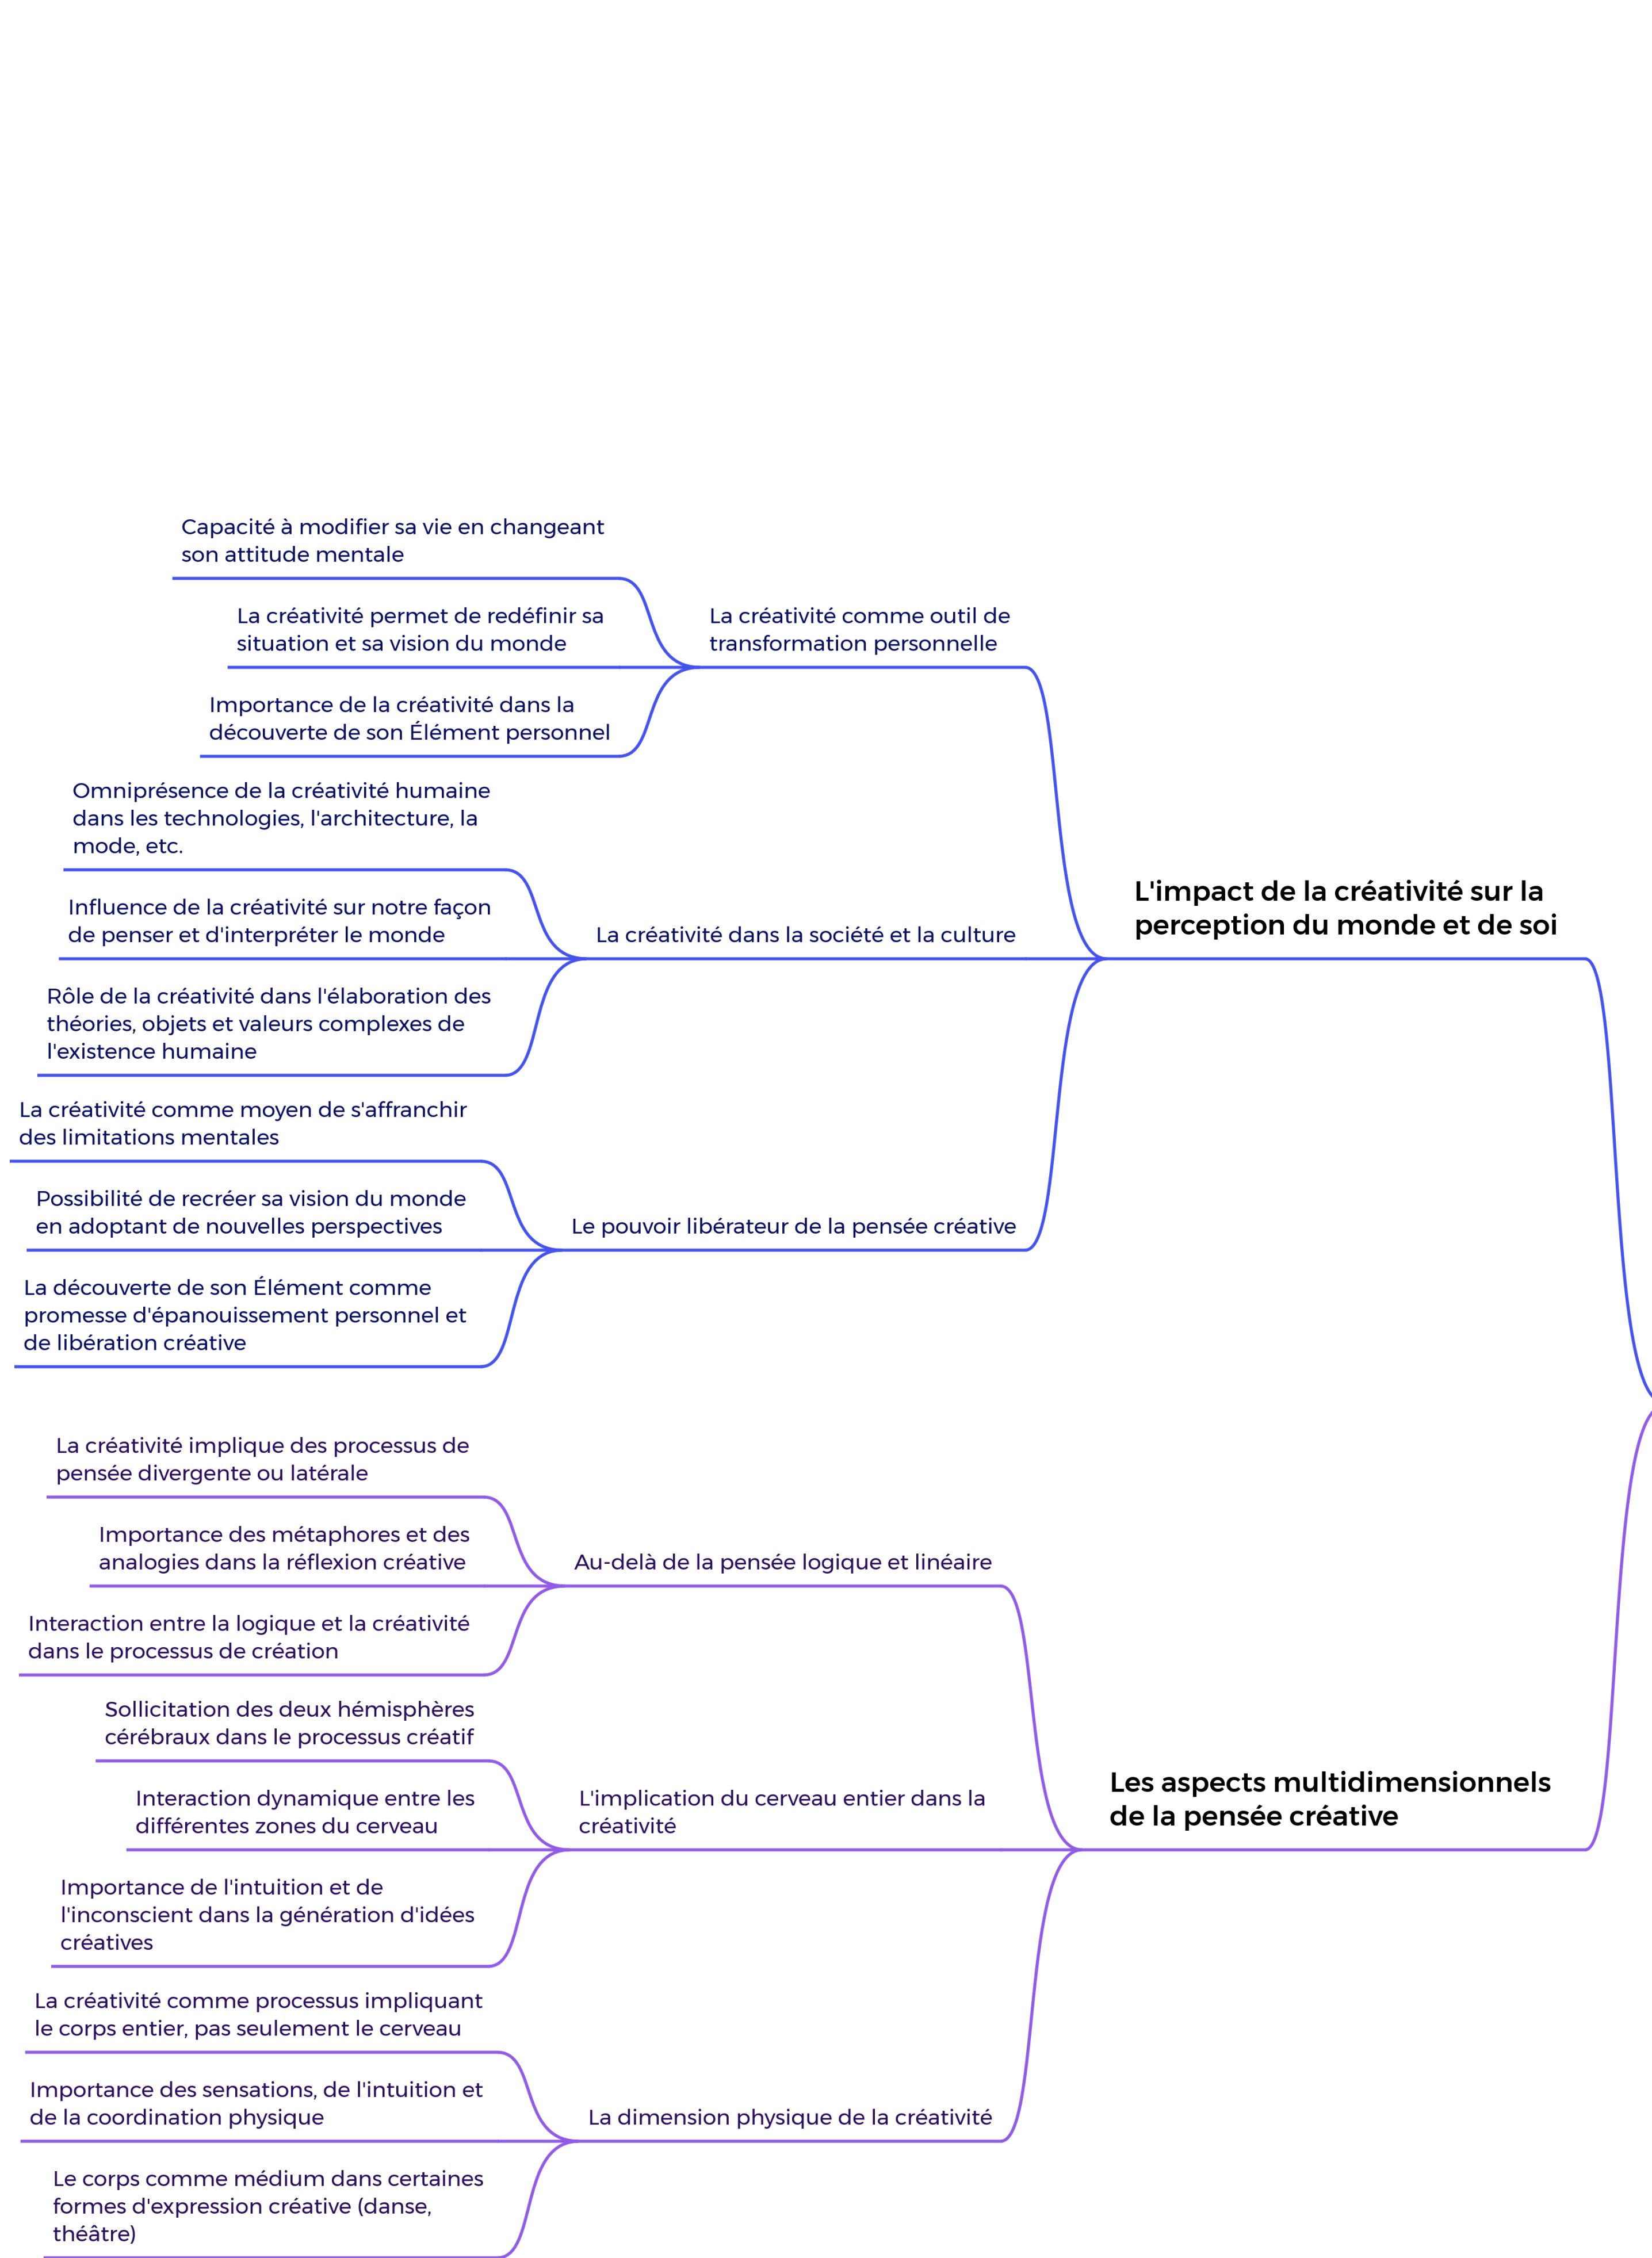 Capacité à modifier sa vie en changeant
son attitude mentale
La créativité permet de redéfinir sa
situation et sa vision du monde
Importance de la créativité dans la
découverte de son Élément personnel
La créativité comme outil de
transformation personnelle
Omniprésence de la créativité humaine
dans les technologies, l'architecture, la
mode, etc.
Influence de la créativité sur notre façon
de penser et d'interpréter le monde
Rôle de la créativité dans l'élaboration des
théories, objets et valeurs complexes de
l'existence humaine
La créativité dans la société et la culture
La créativité comme moyen de s'affranchir
des limitations mentales
Possibilité de recréer sa vision du monde
en adoptant de nouvelles perspectives
La découverte de son Élément comme
promesse d'épanouissement personnel et
de libération créative
Le pouvoir libérateur de la pensée créative
L'impact de la créativité sur la
perception du monde et de soi
La créativité implique des processus de
pensée divergente ou latérale
Importance des métaphores et des
analogies dans la réflexion créative
Interaction entre la logique et la créativité
dans le processus de création
Au-delà de la pensée logique et linéaire
Sollicitation des deux hémisphères
cérébraux dans le processus créatif
Interaction dynamique entre les
différentes zones du cerveau
Importance de l'intuition et de
l'inconscient dans la génération d'idées
créatives
L'implication du cerveau entier dans la
créativité
La créativité comme processus impliquant
le corps entier, pas seulement le cerveau
Importance des sensations, de l'intuition et
de la coordination physique
Le corps comme médium dans certaines
formes d'expression créative (danse,
théâtre)
La dimension physique de la créativité
Les aspects multidimensionnels
de la pensée créative